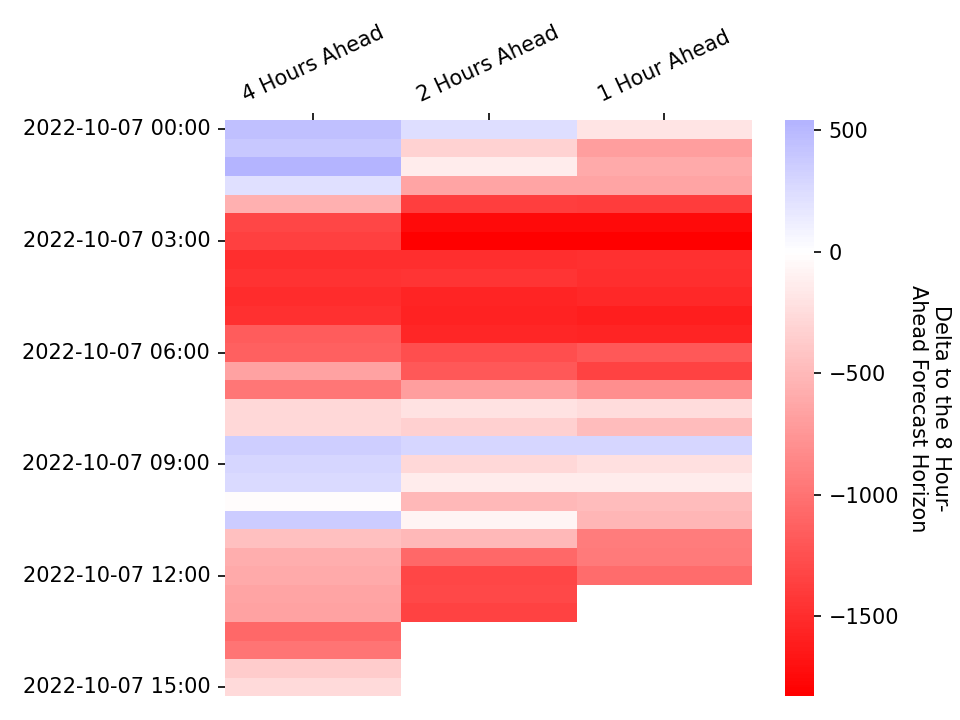 4 Hours Ahead
2 Hours Ahead
1 Hour Ahead
2022-10-07 00:00
2022-10-07 03:00
2022-10-07 06:00
2022-10-07 09:00
2022-10-07 12:00
2022-10-07 15:00
500
0
−500
−1000
−1500
Delta to the 8 Hour-
Ahead Forecast Horizon